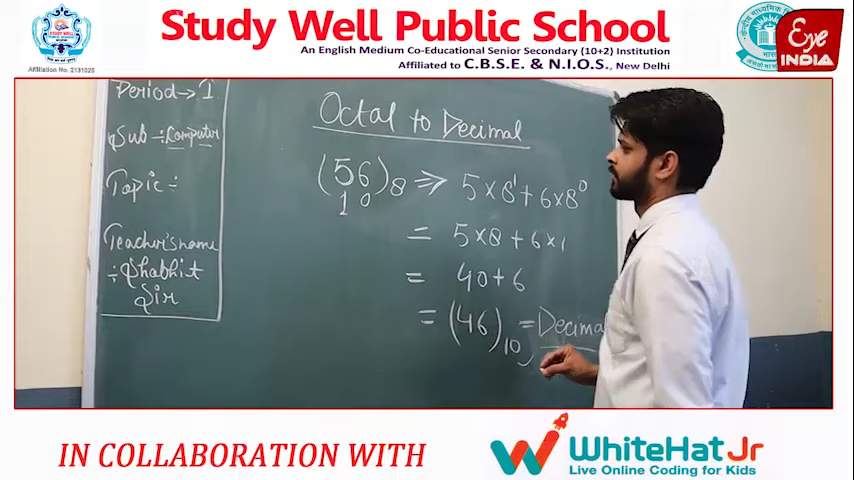 Study Well Public School
An English Medium Co-Educational Senior Secondary (10+2) Institution
Affiliated to C.B.S.E. & N.I.O.S., New Delhi
Affiliation No. 2131025
Eye
INDIA
Period → I
Sub ÷ Computer
Topic ÷
Teacher's name
÷ Shabhit
Sir
Octal to Decimal
(56)₈ ⇒ 5×8¹ + 6×8⁰
1 0
= 5×8 + 6×1
= 40+6
= (46)₁₀ = Decimal
IN COLLABORATION WITH
WhiteHat Jr
Live Online Coding for Kids